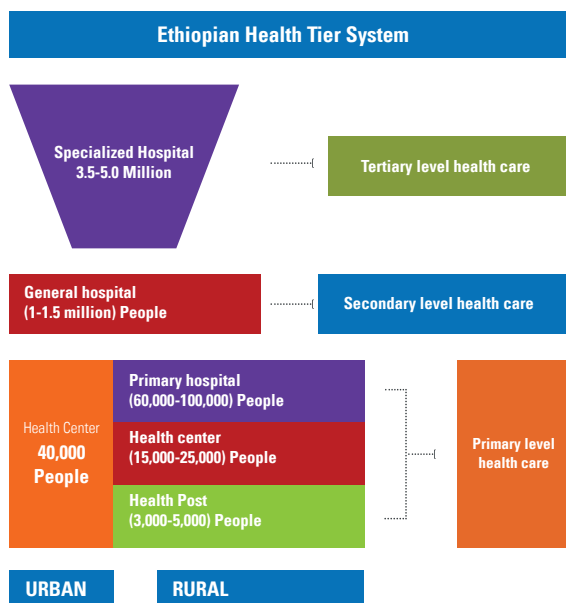 Ethiopian Health Tier System
Specialized Hospital
3.5-5.0 Million
Tertiary level health care
General hospital
(1-1.5 million) People
Secondary level health care
Health Center
40,000
People
Primary hospital
(60,000-100,000) People
Health center
(15,000-25,000) People
Health Post
(3,000-5,000) People
Primary level
health care
URBAN
RURAL